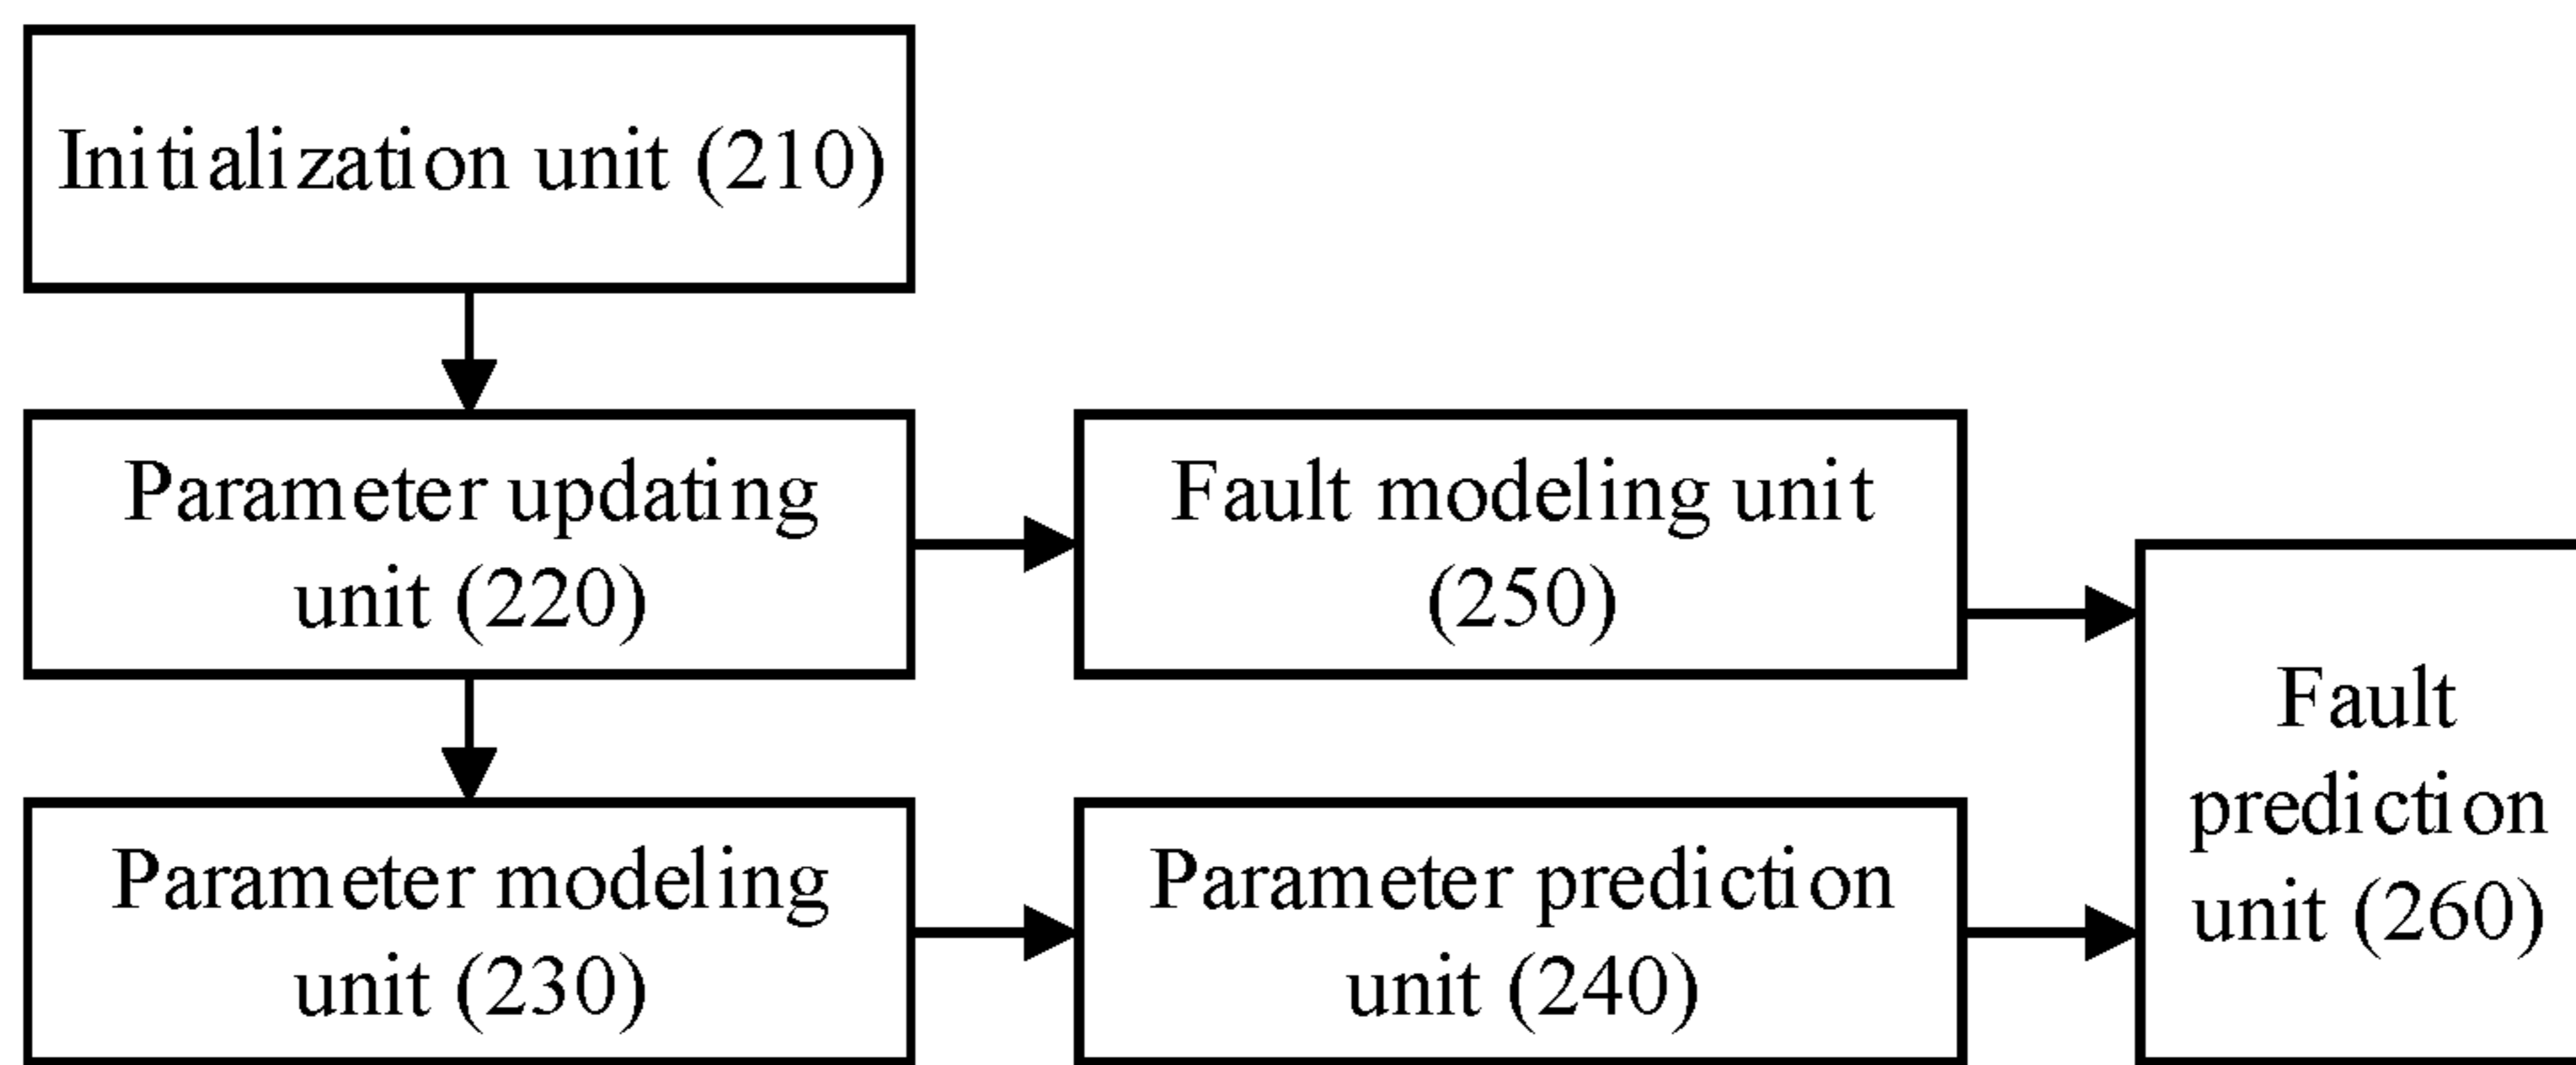 Initialization unit (210)
Parameter updating
unit (220)
Fault modeling unit
(250)
Parameter modeling
unit (230)
Parameter prediction
unit (240)
Fault
prediction
unit (260)